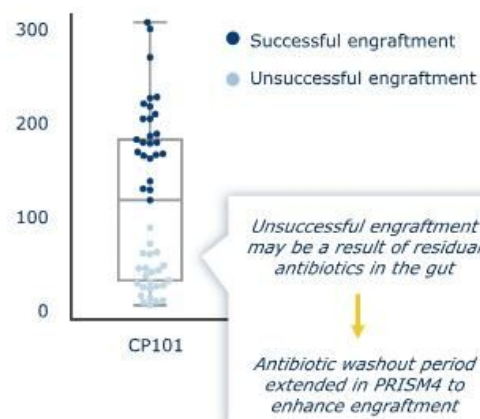 300
Successful engraftment
Unsuccessful engraftment
200
100
Unsuccessful engraftment
may be a result of residual
antibiotics in the gut
0
CP101
Antibiotic washout period
extended in PRISM4 to
enhance engraftment